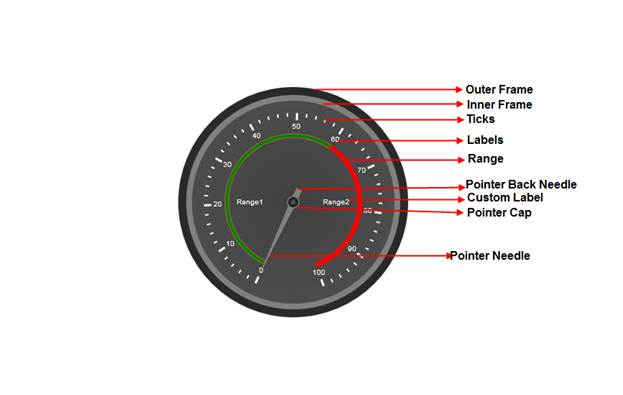 Outer Frame
Inner Frame
Ticks
50
40
60
Labels
30
Range
70
Pointer Back Needle
Range1
Range2
Custom Label
20
80
Pointer Cap
10
90
Pointer Needle
0
100